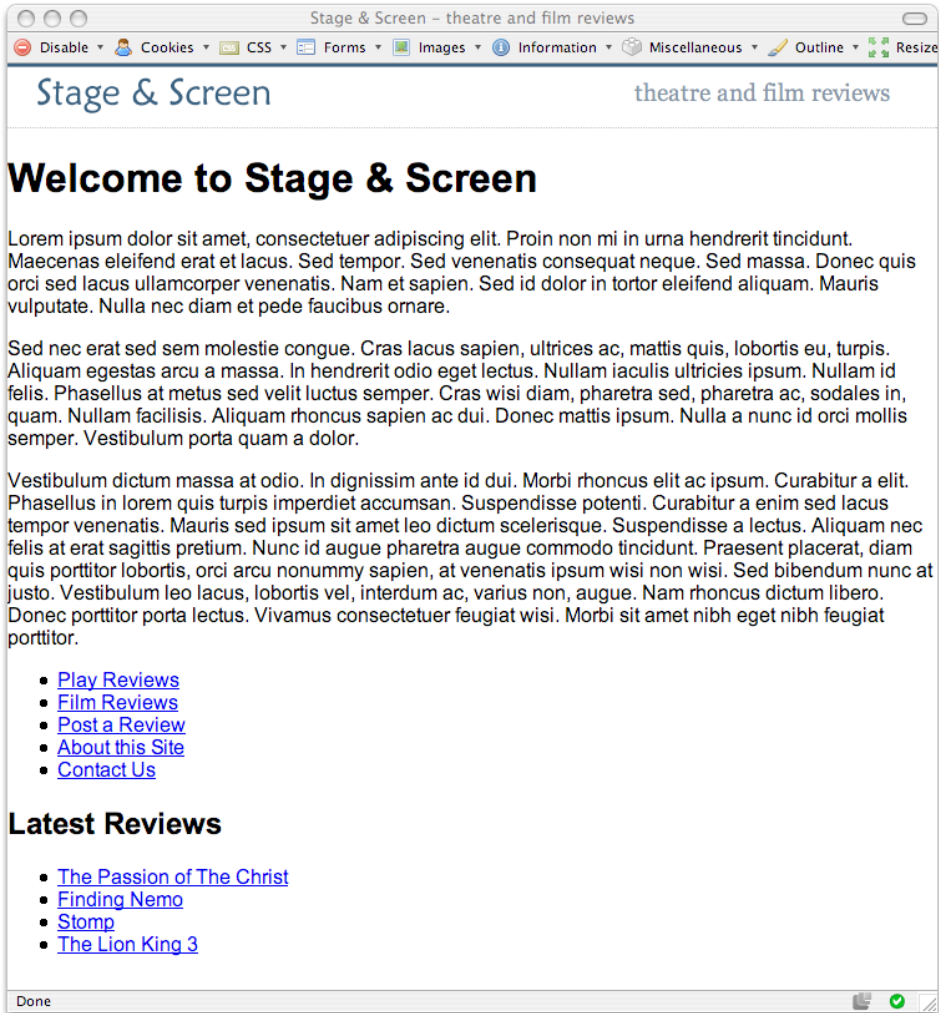 Stage & Screen – theatre and film reviews
Disable Cookies CSS Forms Images Information Miscellaneous Outline Resize
Stage & Screen theatre and film reviews
Welcome to Stage & Screen
Lorem ipsum dolor sit amet, consectetuer adipiscing elit. Proin non mi in urna hendrerit tincidunt.
Maecenas eleifend erat et lacus. Sed tempor. Sed venenatis consequat neque. Sed massa. Donec quis
orci sed lacus ullamcorper venenatis. Nam et sapien. Sed id dolor in tortor eleifend aliquam. Mauris
vulputate. Nulla nec diam et pede faucibus ornare.
Sed nec erat sed sem molestie congue. Cras lacus sapien, ultrices ac, mattis quis, lobortis eu, turpis.
Aliquam egestas arcu a massa. In hendrerit odio eget lectus. Nullam iaculis ultricies ipsum. Nullam id
felis. Phasellus at metus sed velit luctus semper. Cras wisi diam, pharetra sed, pharetra ac, sodales in,
quam. Nullam facilisis. Aliquam rhoncus sapien ac dui. Donec mattis ipsum. Nulla a nunc id orci mollis
semper. Vestibulum porta quam a dolor.
Vestibulum dictum massa at odio. In dignissim ante id dui. Morbi rhoncus elit ac ipsum. Curabitur a elit.
Phasellus in lorem quis turpis imperdiet accumsan. Suspendisse potenti. Curabitur a enim sed lacus
tempor venenatis. Mauris sed ipsum sit amet leo dictum scelerisque. Suspendisse a lectus. Aliquam nec
felis at erat sagittis pretium. Nunc id augue pharetra augue commodo tincidunt. Praesent placerat, diam
quis porttitor lobortis, orci arcu nonummy sapien, at venenatis ipsum wisi non wisi. Sed bibendum nunc at
justo. Vestibulum leo lacus, lobortis vel, interdum ac, varius non, augue. Nam rhoncus dictum libero.
Donec porttitor porta lectus. Vivamus consectetuer feugiat wisi. Morbi sit amet nibh eget nibh feugiat
porttitor.
Play Reviews
Film Reviews
Post a Review
About this Site
Contact Us
Latest Reviews
The Passion of The Christ
Finding Nemo
Stomp
The Lion King 3
Done